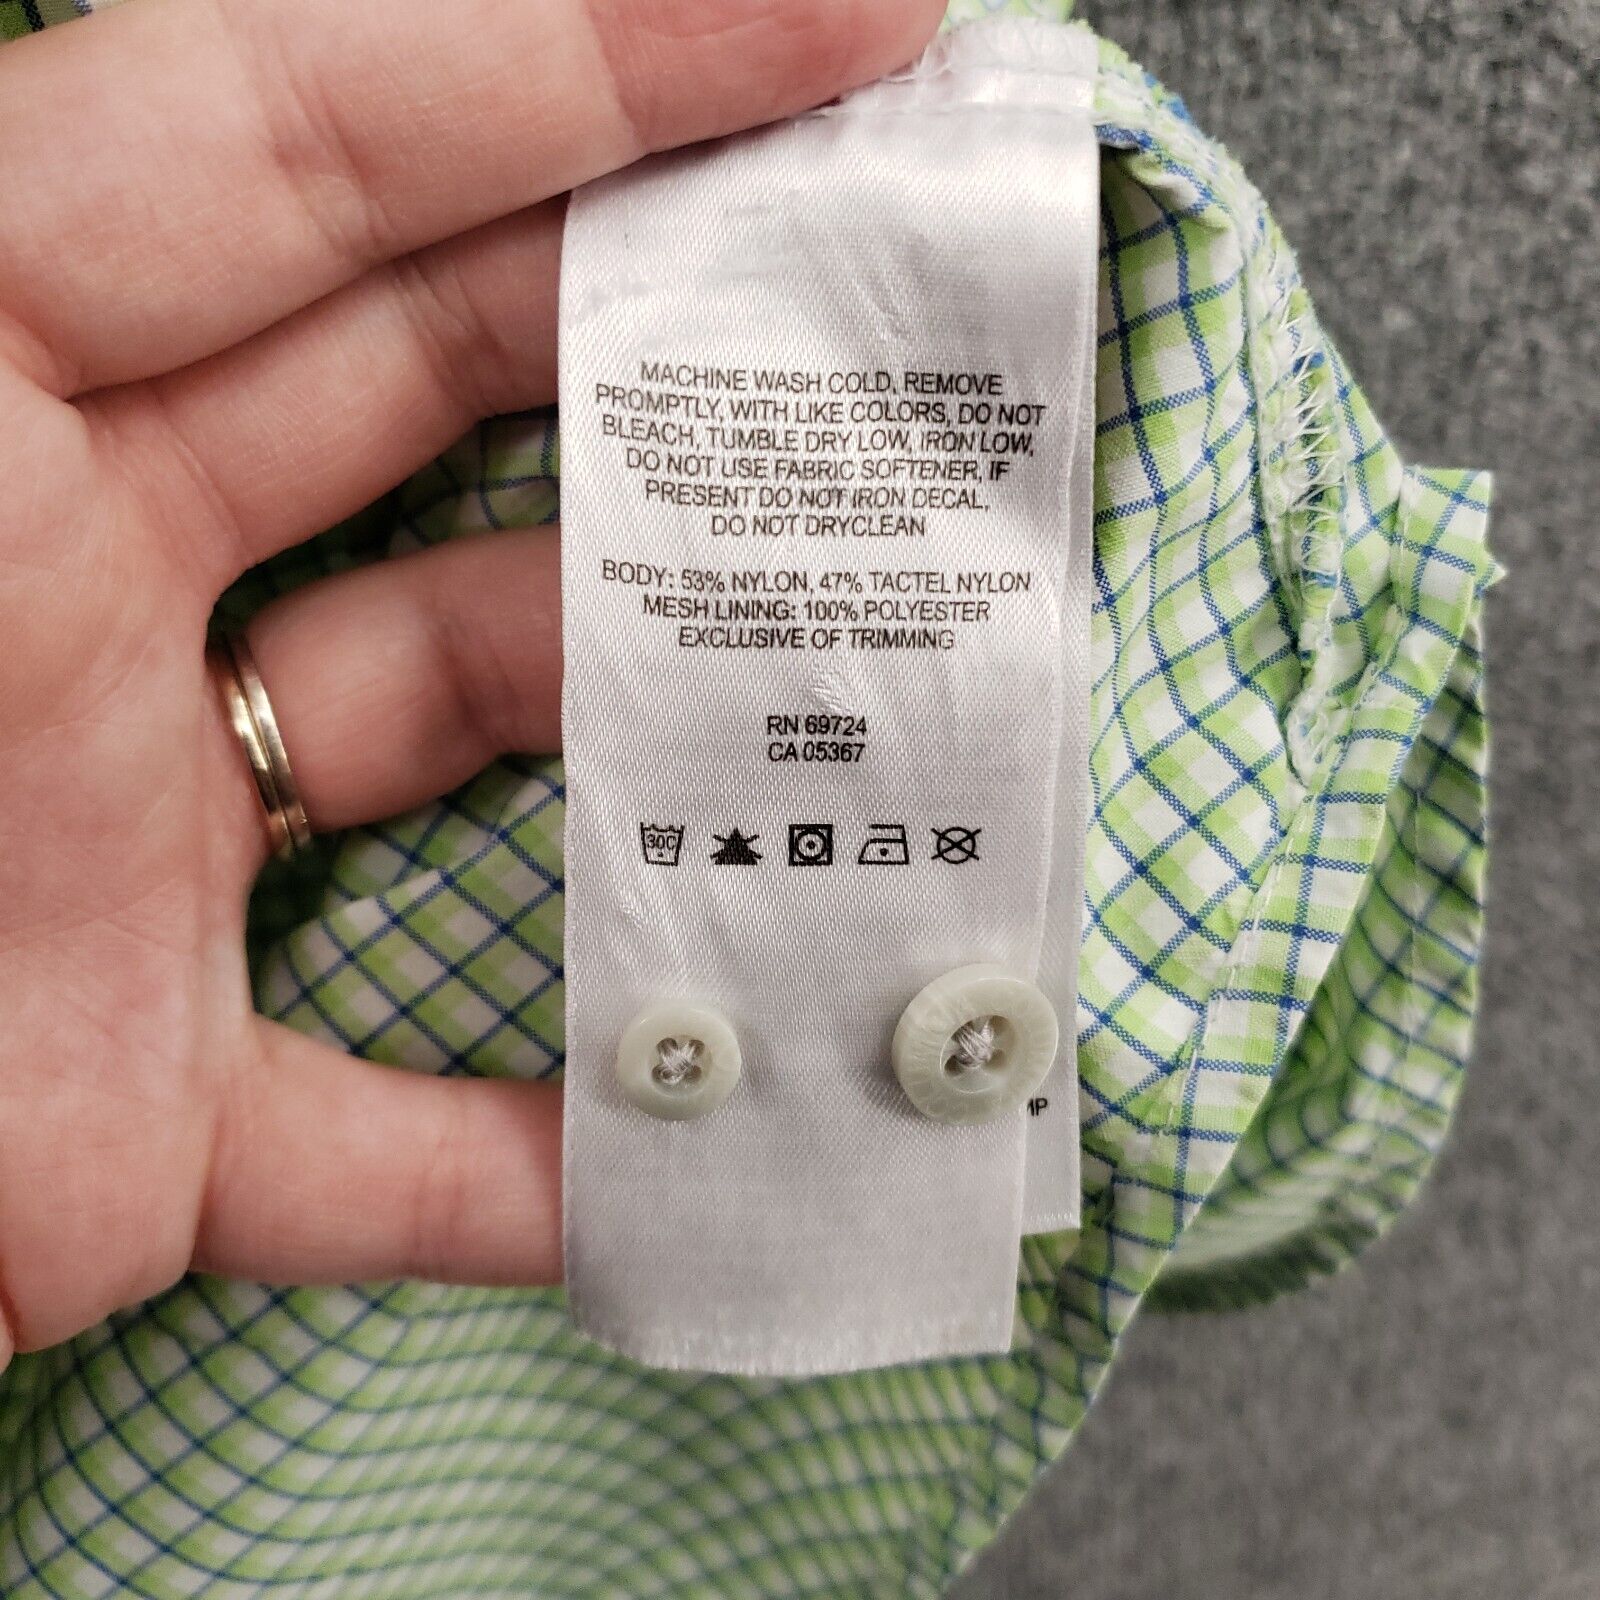 MACHINE WASH COLD, REMOVE
PROMPTLY, WITH LIKE COLORS, DO NOT
BLEACH, TUMBLE DRY LOW, IRON LOW,
DO NOT USE FABRIC SOFTENER, IF
PRESENT DO NOT IRON DECAL,
DO NOT DRYCLEAN
BODY: 53% NYLON, 47% TACTEL NYLON
MESH LINING: 100% POLYESTER
EXCLUSIVE OF TRIMMING
RN 69724
CA 05367
30C